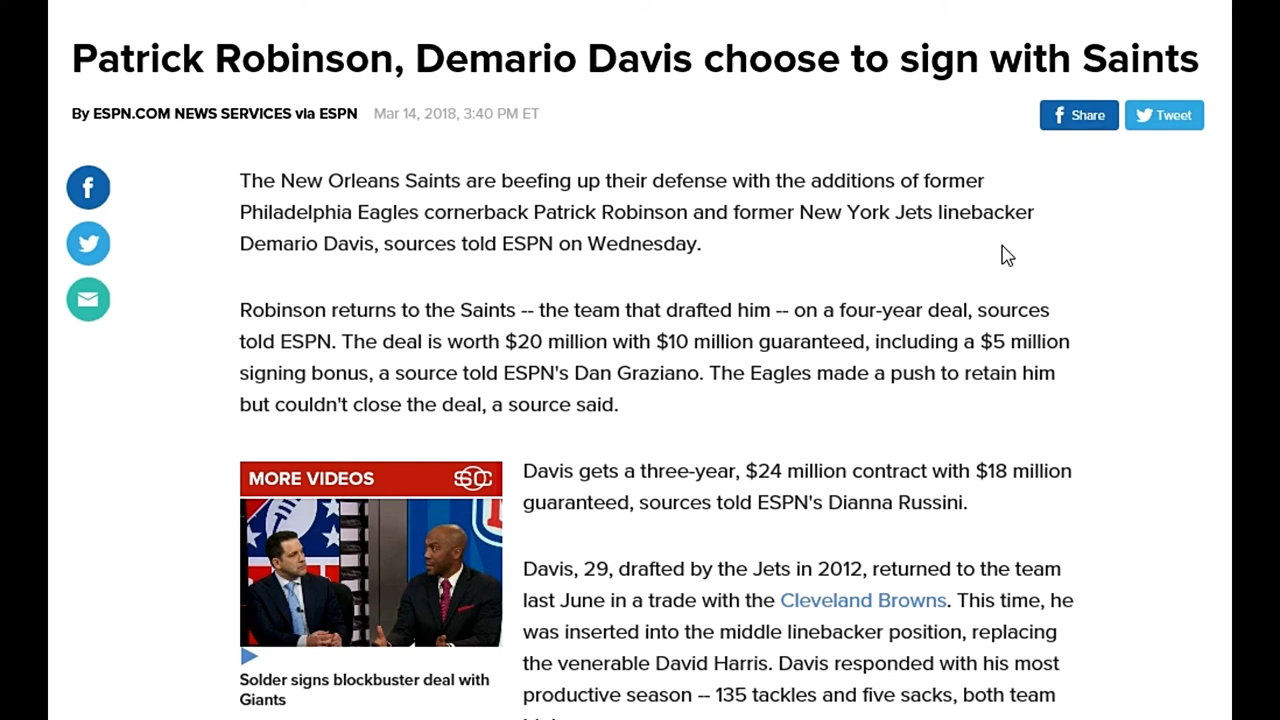 Patrick Robinson, Demario Davis choose to sign with Saints
By ESPN.COM NEWS SERVICES via ESPN Mar 14, 2018, 3:40 PM ET
Share
Tweet
The New Orleans Saints are beefing up their defense with the additions of former
Philadelphia Eagles cornerback Patrick Robinson and former New York Jets linebacker
Demario Davis, sources told ESPN on Wednesday.
Robinson returns to the Saints -- the team that drafted him -- on a four-year deal, sources
told ESPN. The deal is worth $20 million with $10 million guaranteed, including a $5 million
signing bonus, a source told ESPN's Dan Graziano. The Eagles made a push to retain him
but couldn't close the deal, a source said.
MORE VIDEOS
SC
Solder signs blockbuster deal with
Giants
Davis gets a three-year, $24 million contract with $18 million
guaranteed, sources told ESPN's Dianna Russini.
Davis, 29, drafted by the Jets in 2012, returned to the team
last June in a trade with the Cleveland Browns. This time, he
was inserted into the middle linebacker position, replacing
the venerable David Harris. Davis responded with his most
productive season -- 135 tackles and five sacks, both team